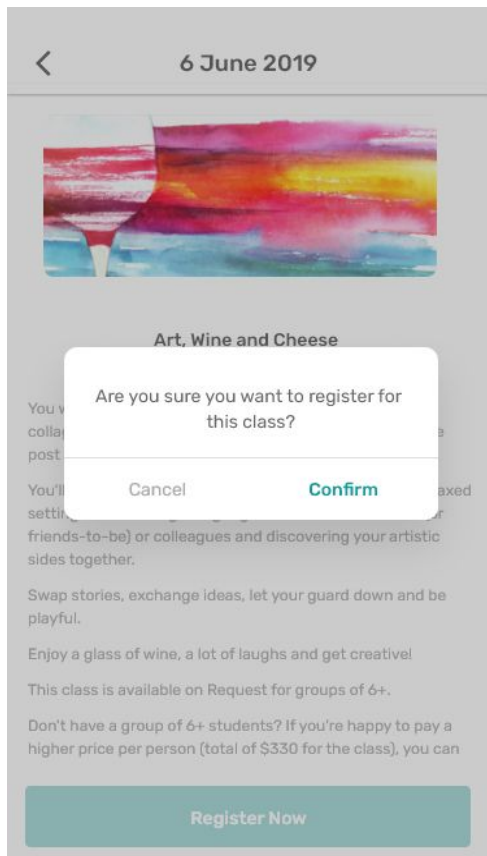 6 June 2019
Art, Wine and Cheese
Are you sure you want to register for
this class?
You
colla
post
Cancel
Confirm
You'll
axed
settin
friends-to-be) or colleagues and discovering your artistic
sides together.
Swap stories, exchange ideas, let your guard down and be
playful.
Enjoy a glass of wine, a lot of laughs and get creative!
This class is available on Request for groups of 6+.
Don't have a group of 6+ students? If you're happy to pay a
higher price per person (total of $330 for the class), you can
Register Now